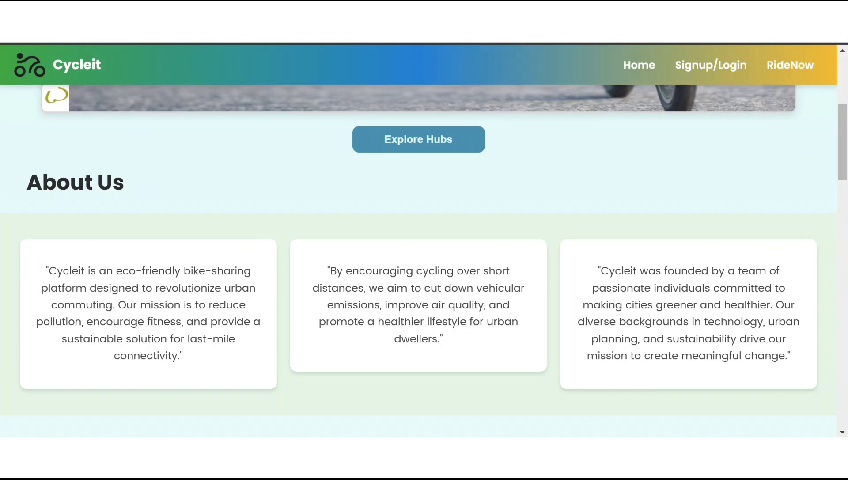 Cycleit
Home Signup/Login RideNow
Explore Hubs
About Us
"Cycleit is an eco-friendly bike-sharing
platform designed to revolutionize urban
commuting. Our mission is to reduce
pollution, encourage fitness, and provide a
sustainable solution for last-mile
connectivity."
"By encouraging cycling over short
distances, we aim to cut down vehicular
emissions, improve air quality, and
promote a healthier lifestyle for urban
dwellers."
"Cycleit was founded by a team of
passionate individuals committed to
making cities greener and healthier. Our
diverse backgrounds in technology, urban
planning, and sustainability drive our
mission to create meaningful change."